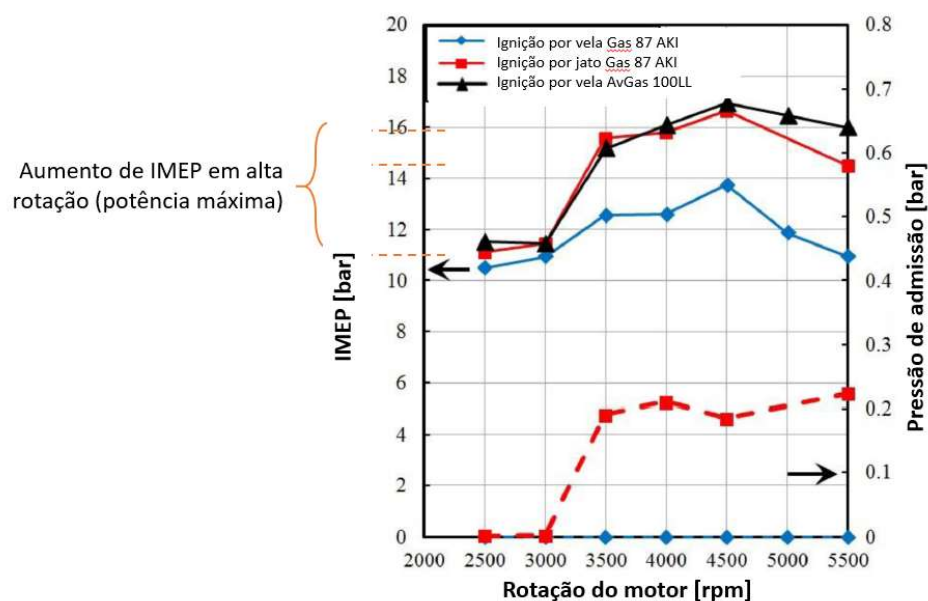 20
18
16
14
12
10
8
6
4
2
0
0.8
0.7
0.6
0.5
0.4
0.3
0.2
0.1
0
Ignição por vela Gas 87 AKI
Ignição por jato Gas 87 AKI
Ignição por vela AvGas 100LL
Aumento de IMEP em alta
rotação (potência máxima)
IMEP [bar]
Pressão de admissão [bar]
2000 2500 3000 3500 4000 4500 5000 5500
Rotação do motor [rpm]